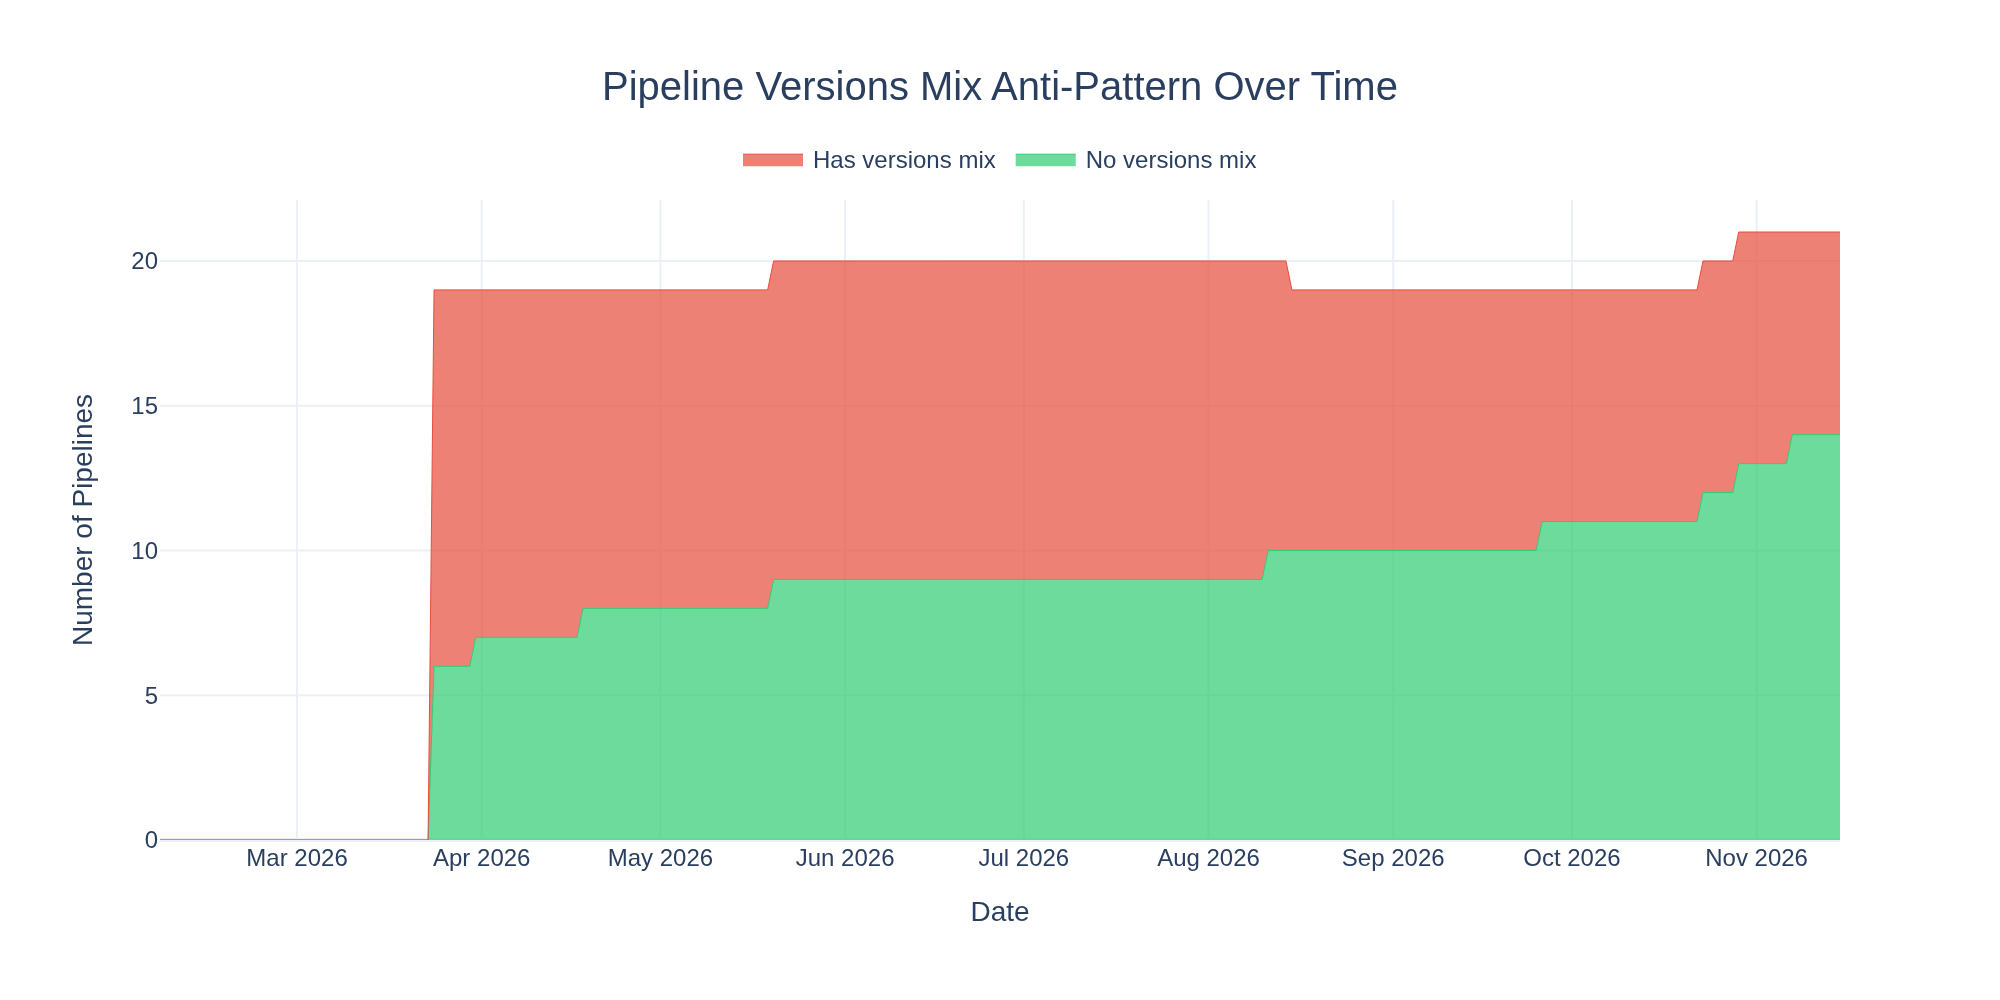 Pipeline Versions Mix Anti-Pattern Over Time
Has versions mix No versions mix
Number of Pipelines
20
15
10
5
0
Mar 2026 Apr 2026 May 2026 Jun 2026 Jul 2026 Aug 2026 Sep 2026 Oct 2026 Nov 2026
Date